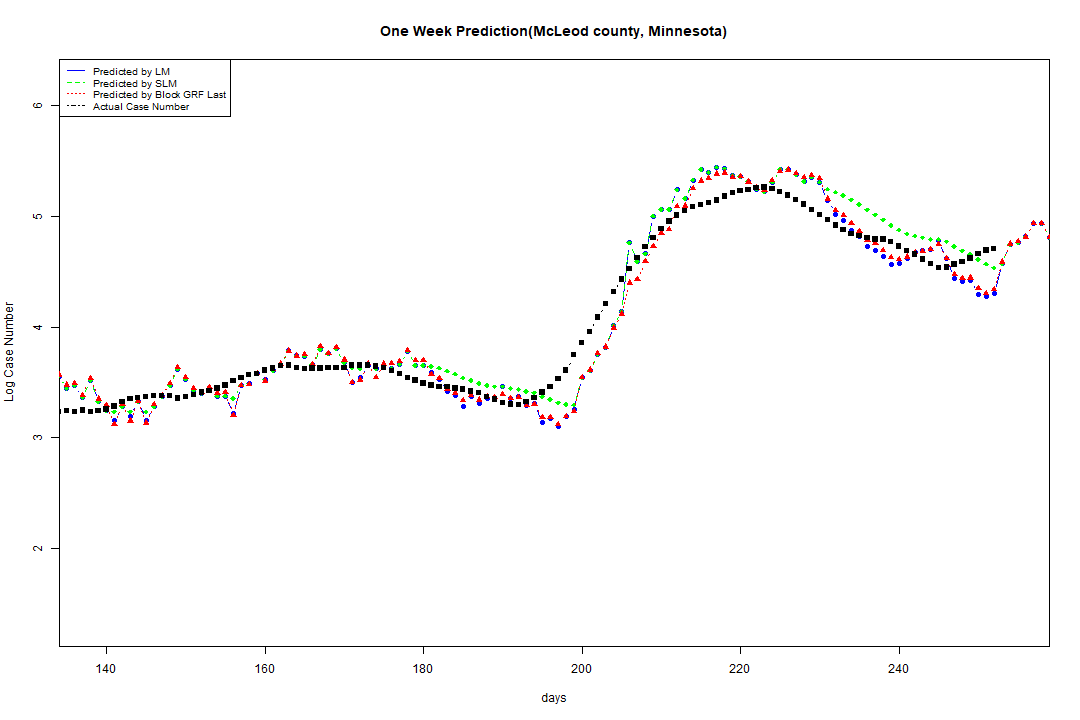 One Week Prediction(McLeod county, Minnesota)
Predicted by LM
Predicted by SLM
Predicted by Block GRF Last
Actual Case Number
6
5
4
3
2
Log Case Number
140 160 180 200 220 240
days